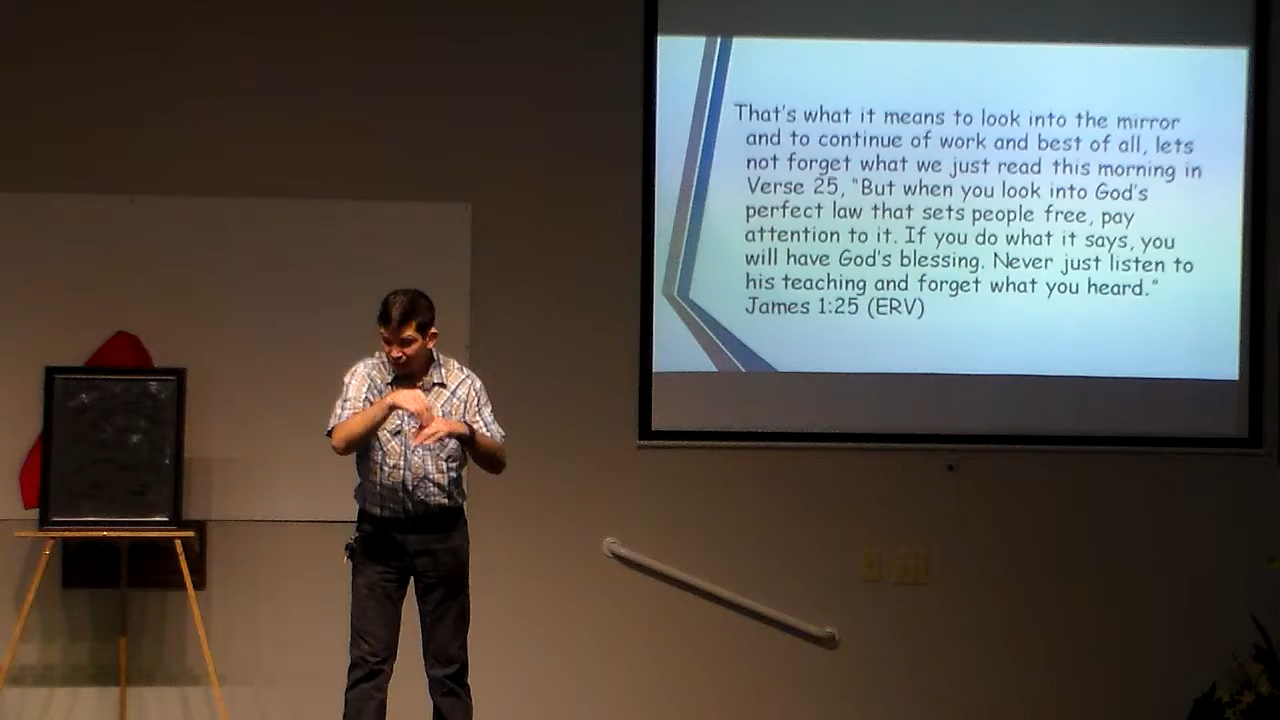 That's what it means to look into the mirror
and to continue of work and best of all, lets
not forget what we just read this morning in
Verse 25, "But when you look into God's
perfect law that sets people free, pay
attention to it. If you do what it says, you
will have God's blessing. Never just listen to
his teaching and forget what you heard."
James 1:25 (ERV)